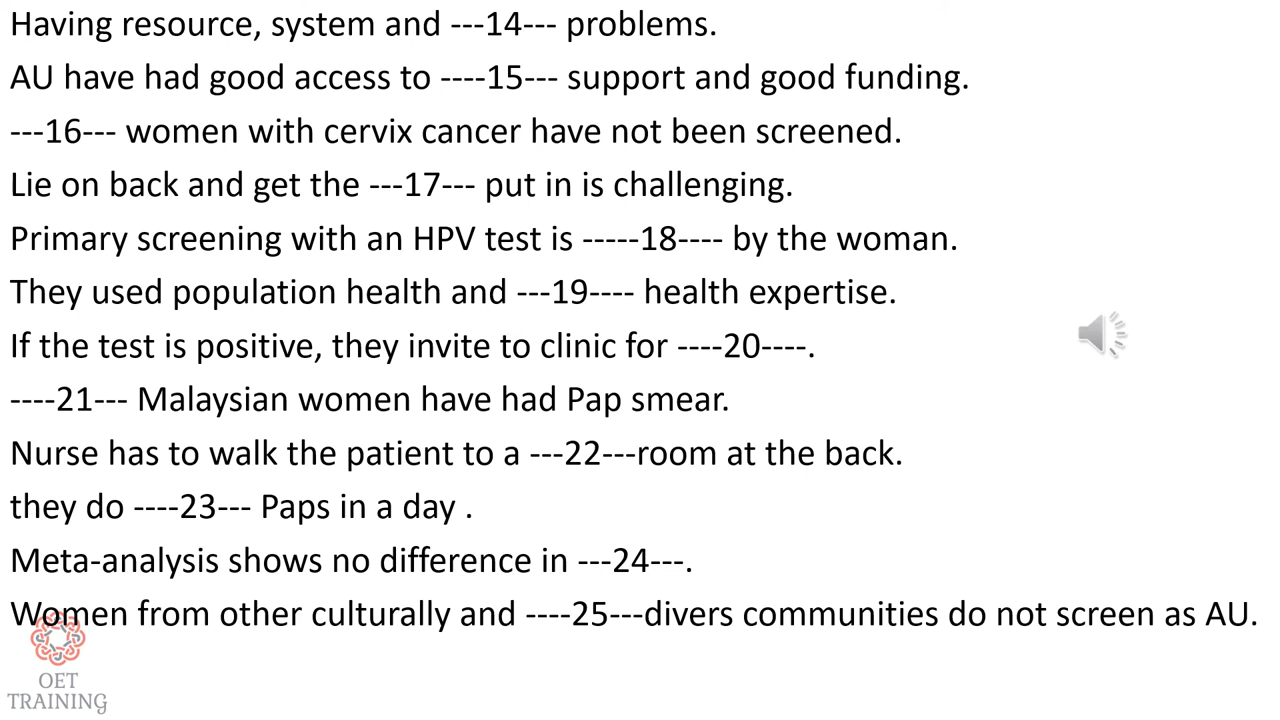 Having resource, system and ---14--- problems.
AU have had good access to ----15--- support and good funding.
---16--- women with cervix cancer have not been screened.
Lie on back and get the ---17--- put in is challenging.
Primary screening with an HPV test is -----18---- by the woman.
They used population health and ---19---- health expertise.
If the test is positive, they invite to clinic for ----20----.
----21--- Malaysian women have had Pap smear.
Nurse has to walk the patient to a ---22---room at the back.
they do ----23--- Paps in a day .
Meta-analysis shows no difference in ---24---.
Women from other culturally and ----25---divers communities do not screen as AU.
OET
TRAINING